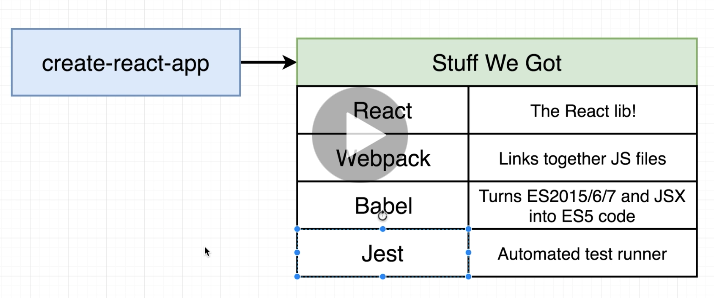 create-react-app
Stuff We Got
React
The React lib!
Webpack
Links together JS files
Babel
Turns ES2015/6/7 and JSX
into ES5 code
Jest
Automated test runner